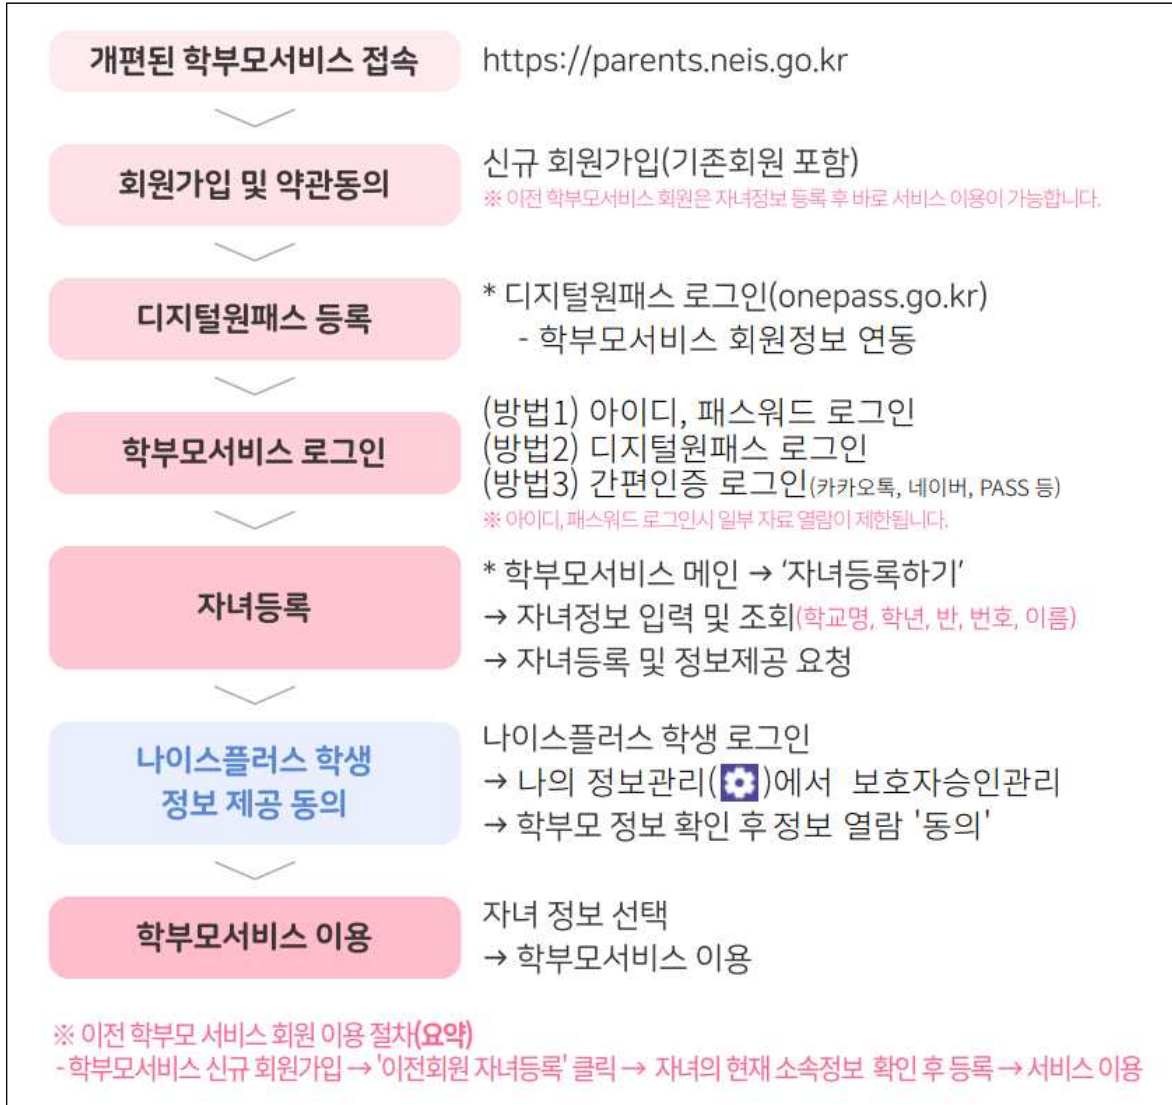 개편된 학부모서비스 접속
https://parents.neis.go.kr
회원가입 및 약관동의
신규 회원가입(기존회원 포함)
※ 이전 학부모서비스 회원은 자녀정보 등록 후 바로 서비스 이용이 가능합니다.
디지털원패스 등록
* 디지털원패스 로그인(onepass.go.kr)
- 학부모서비스 회원정보 연동
학부모서비스 로그인
(방법1) 아이디, 패스워드 로그인
(방법2) 디지털원패스 로그인
(방법3) 간편인증 로그인(카카오톡, 네이버, PASS 등)
※ 아이디, 패스워드 로그인시 일부 자료 열람이 제한됩니다.
자녀등록
* 학부모서비스 메인 → '자녀등록하기'
→ 자녀정보 입력 및 조회(학교명, 학년, 반, 번호, 이름)
→ 자녀등록 및 정보제공 요청
나이스플러스 학생
정보 제공 동의
나이스플러스 학생 로그인
→ 나의 정보관리( )에서 보호자승인관리
→ 학부모 정보 확인 후 정보 열람 '동의'
학부모서비스 이용
자녀 정보 선택
→ 학부모서비스 이용
※ 이전 학부모 서비스 회원 이용 절차(요약)
- 학부모서비스 신규 회원가입 → '이전회원 자녀등록' 클릭 → 자녀의 현재 소속정보 확인 후 등록 → 서비스 이용